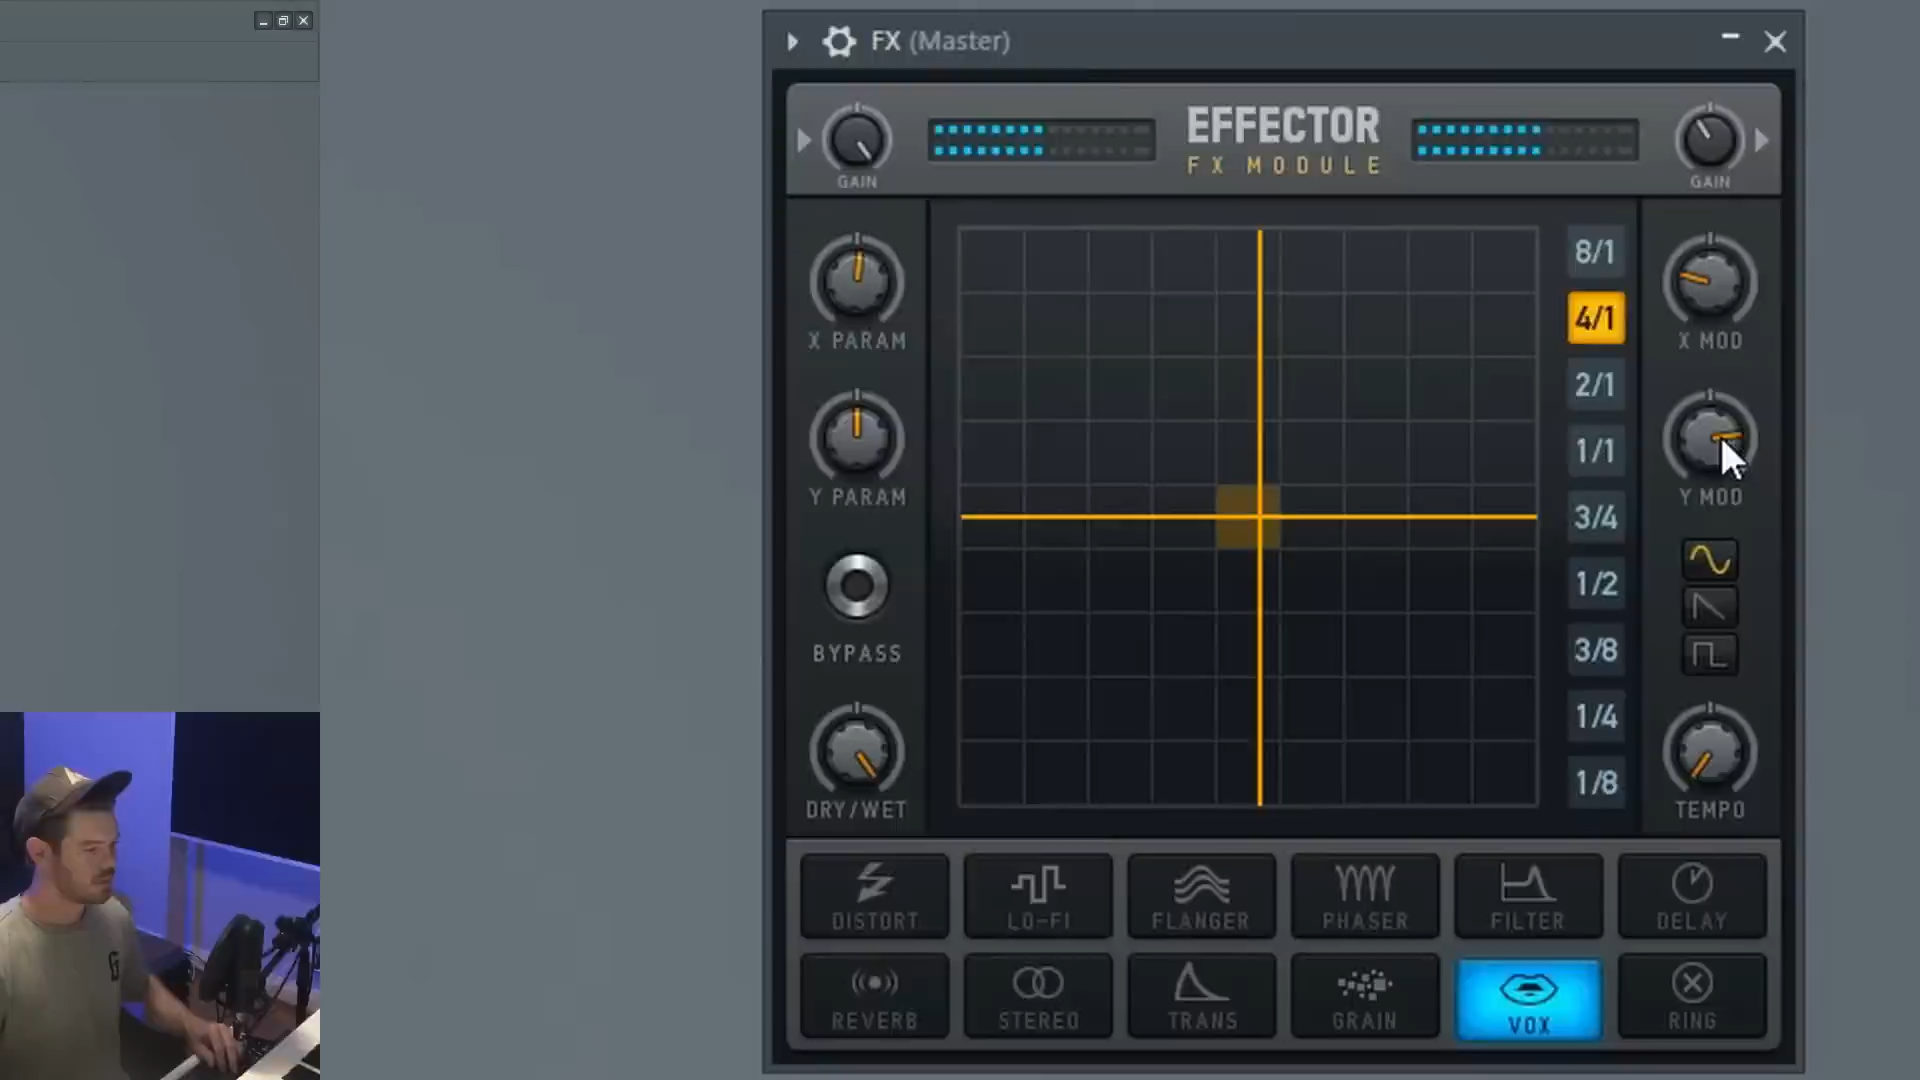 FX (Master)
EFFECTOR
FX MODULE
GAIN
GAIN
X PARAM
Y PARAM
BYPASS
DRY/WET
8/1
4/1
2/1
1/1
3/4
1/2
3/8
1/4
1/8
X MOD
Y MOD
TEMPO
DISTORT
LO-FI
FLANGER
PHASER
FILTER
DELAY
REVERB
STEREO
TRANS
GRAIN
VOX
RING